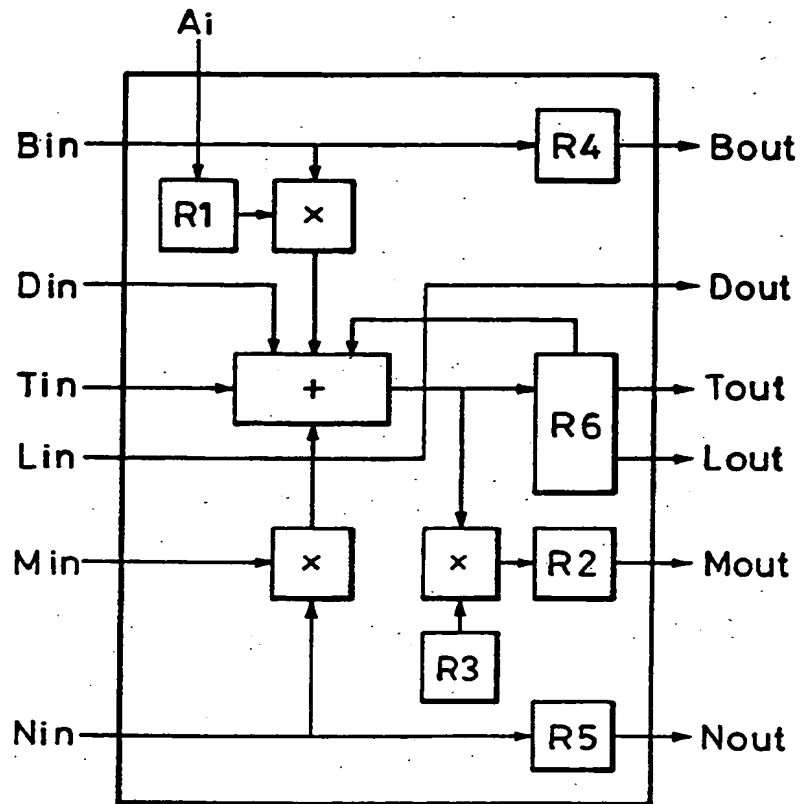 Ai
Bin R4 Bout
R1 ×
Din Dout
Tin + Tout
R6
Lin Lout
Min × × R2 Mout
R3
Nin R5 Nout